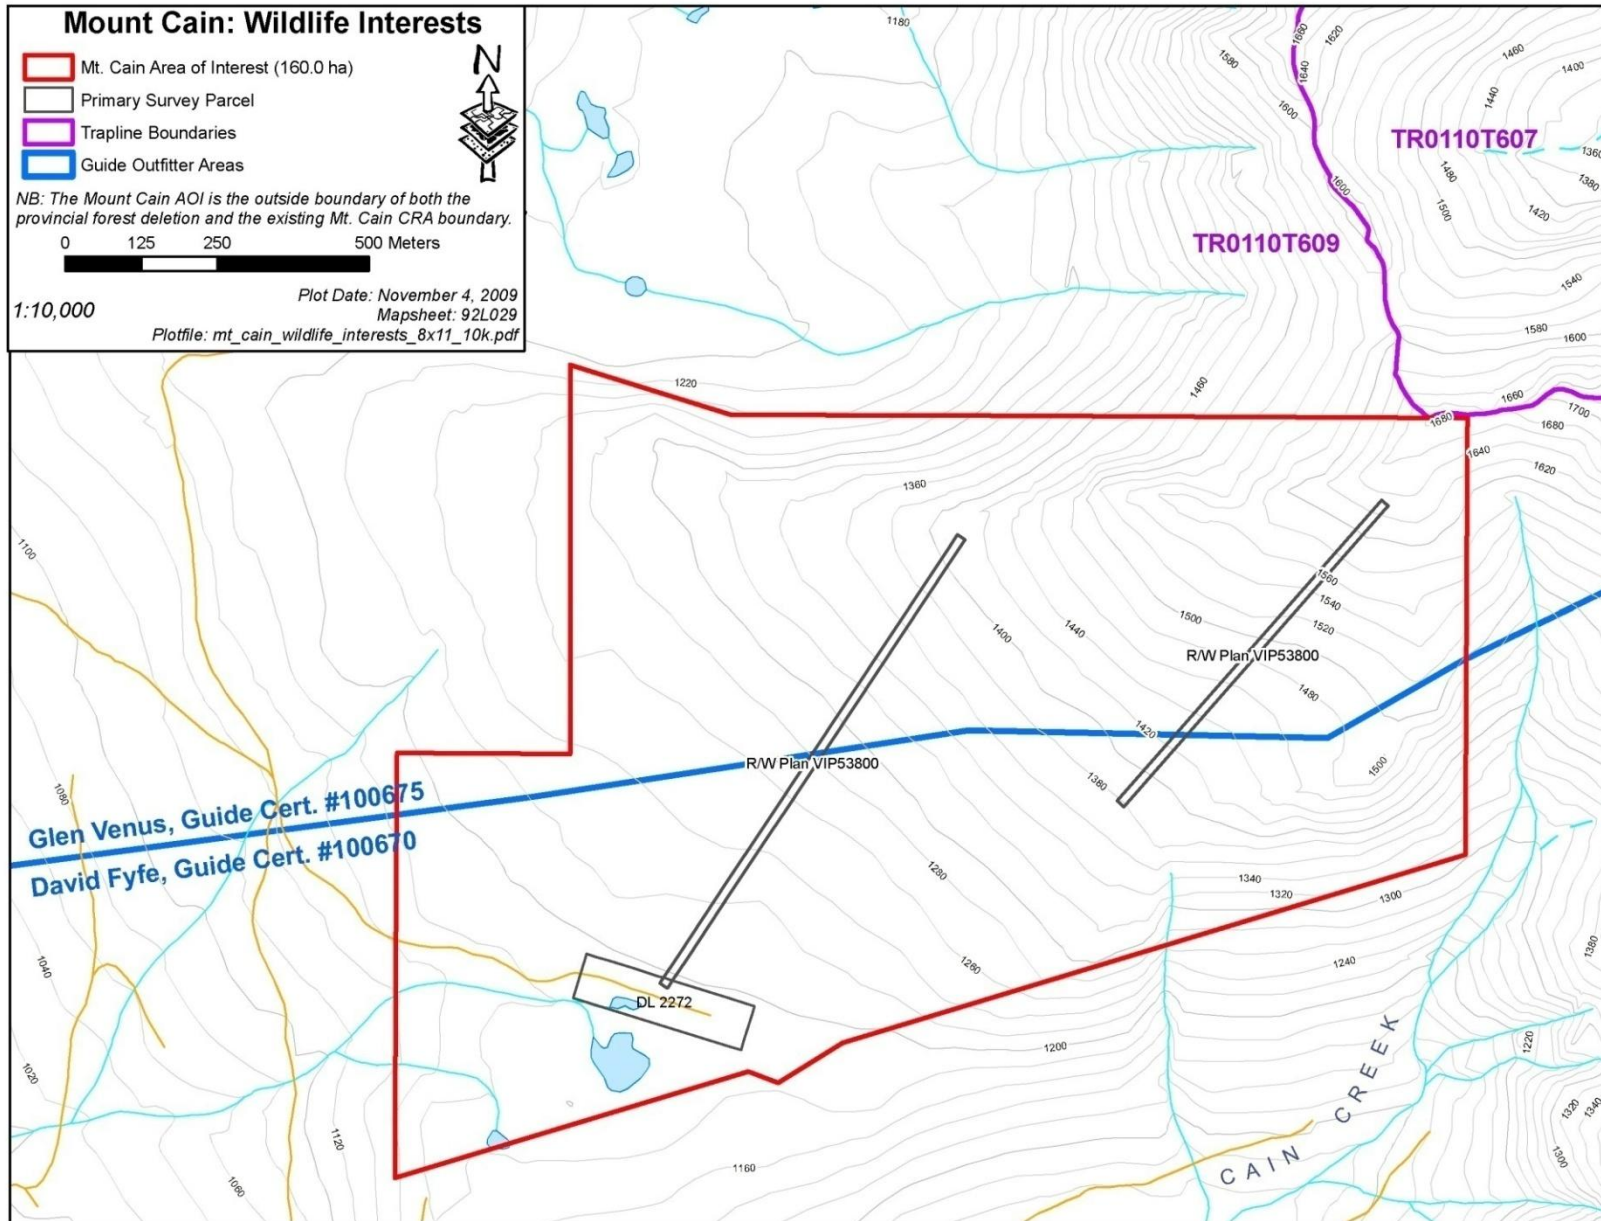 Mount Cain: Wildlife Interests
N
Mt. Cain Area of Interest (160.0 ha)
Primary Survey Parcel
Trapline Boundaries
Guide Outfitter Areas
NB: The Mount Cain AOI is the outside boundary of both the
provincial forest deletion and the existing Mt. Cain CRA boundary.
0 125 250 500 Meters
1:10,000
Plot Date: November 4, 2009
Mapsheet: 92L029
Plotfile: mt_cain_wildlife_interests_8x11_10k.pdf
1180
1660
1620
1580
1640
1460
1400
1440
1600
TR0110T607
1360
1480
1380
1600
1500
1420
TR0110T609
1540
1580
1600
1220
1460
1660
1700
1680
1680
1640
1620
1360
1100
1560
1540
1500
1520
1400
1440
R/W Plan VIP53800
1480
1420
R/W Plan VIP53800
1500
1380
1080
Glen Venus, Guide Cert. #100675
David Fyfe, Guide Cert. #100670
1280
1340
1320
1300
1380
1040
1260
1240
DL 2272
1200
1220
1020
CAIN CREEK
1320
1340
1120
1160
1300
1060